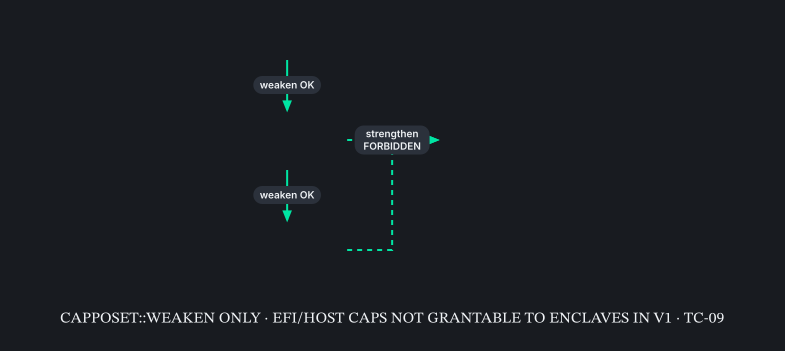 weaken OK
strengthen
FORBIDDEN
weaken OK
CAPPOSET::WEAKEN ONLY · EFI/HOST CAPS NOT GRANTABLE TO ENCLAVES IN V1 · TC-09